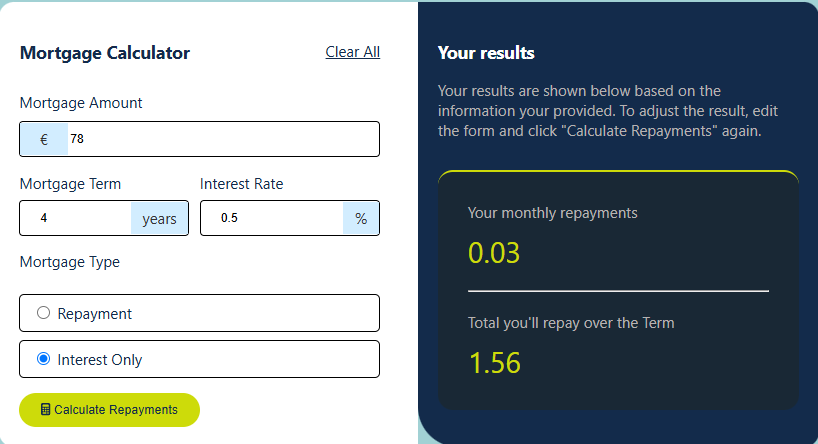 Mortgage Calculator
Clear All
Mortgage Amount
€ 78
Mortgage Term
Interest Rate
4 years
0.5 %
Mortgage Type
Repayment
Interest Only
Calculate Repayments
Your results
Your results are shown below based on the
information your provided. To adjust the result, edit
the form and click "Calculate Repayments" again.
Your monthly repayments
0.03
Total you'll repay over the Term
1.56